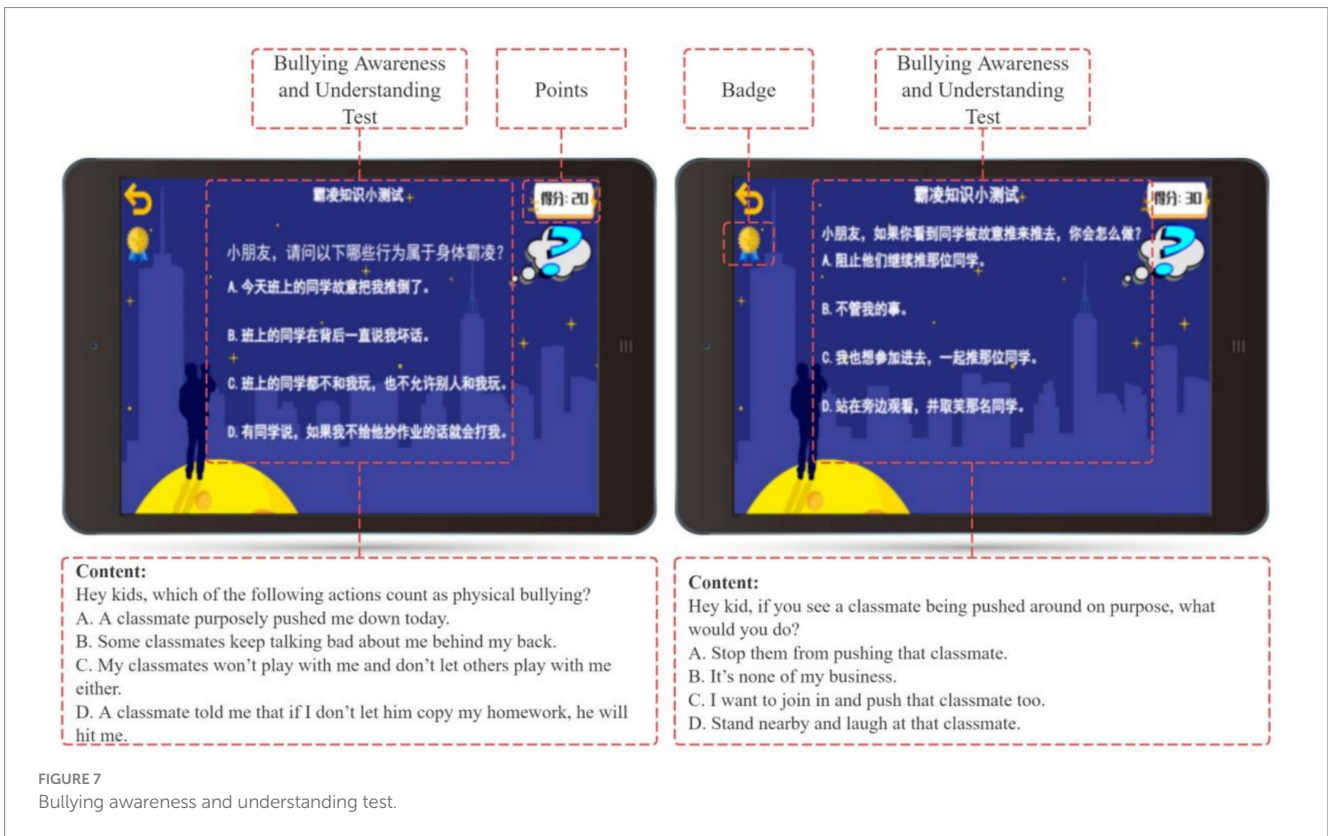 Bullying Awareness
and Understanding
Test
Points
Badge
Bullying Awareness
and Understanding
Test
霸凌知识小测试
得分: 20
小朋友，请问以下哪些行为属于身体霸凌？
A. 今天班上的同学故意把我推倒了。
B. 班上的同学在背后一直说我坏话。
C. 班上的同学都不和我玩，也不允许别人和我玩。
D. 有同学说，如果我不给他抄作业的话就会打我。
霸凌知识小测试
得分: 30
小朋友，如果你看到同学被故意推来推去，你会怎么做？
A. 阻止他们继续推那位同学。
B. 不管我的事。
C. 我也想参加进去，一起推那位同学。
D. 站在旁边观看，并取笑那名同学。
Content:
Hey kids, which of the following actions count as physical bullying?
A. A classmate purposely pushed me down today.
B. Some classmates keep talking bad about me behind my back.
C. My classmates won’t play with me and don’t let others play with me
either.
D. A classmate told me that if I don’t let him copy my homework, he will
hit me.
Content:
Hey kid, if you see a classmate being pushed around on purpose, what
would you do?
A. Stop them from pushing that classmate.
B. It’s none of my business.
C. I want to join in and push that classmate too.
D. Stand nearby and laugh at that classmate.
FIGURE 7
Bullying awareness and understanding test.